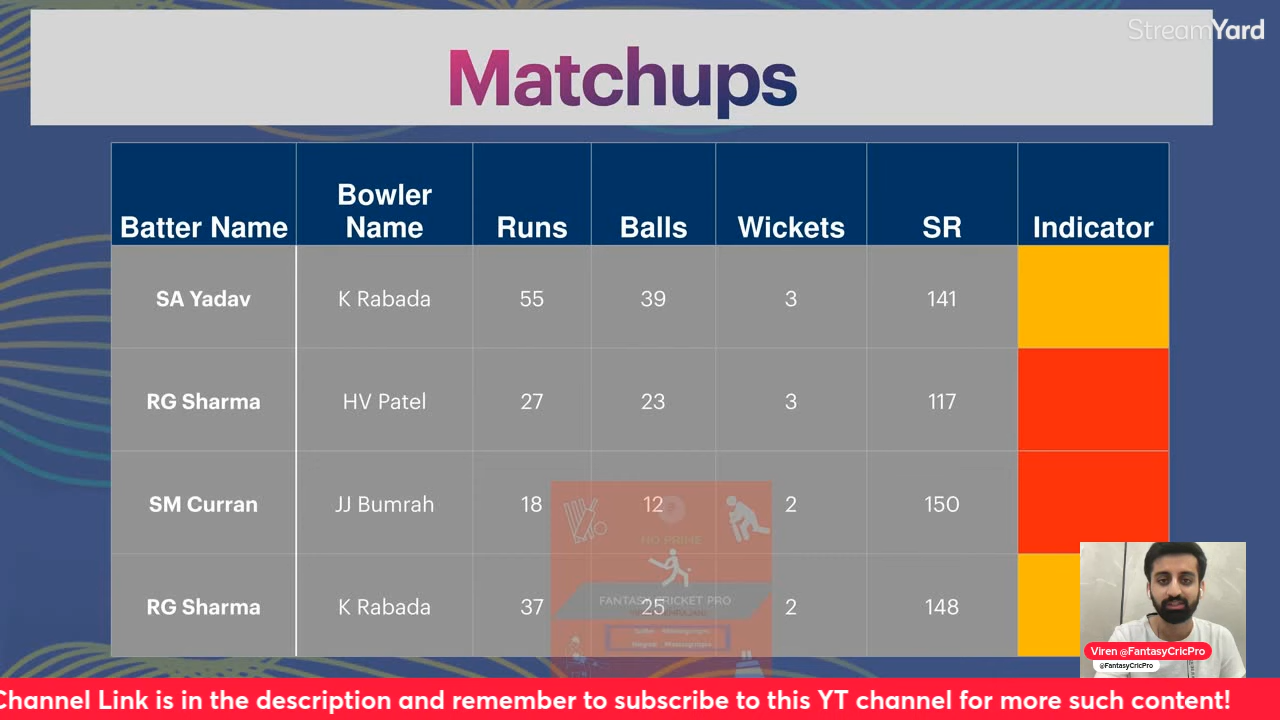 StreamYard
Matchups
Batter Name Bowler Name Runs Balls Wickets SR Indicator
SA Yadav K Rabada 55 39 3 141
RG Sharma HV Patel 27 23 3 117
SM Curran JJ Bumrah 18 12 2 150
NO PRIME
FANTASY CRICKET PRO
RG Sharma K Rabada 37 25 2 148
Viren @FantasyCricPro
@FantasyCricPro
Channel Link is in the description and remember to subscribe to this YT channel for more such content!